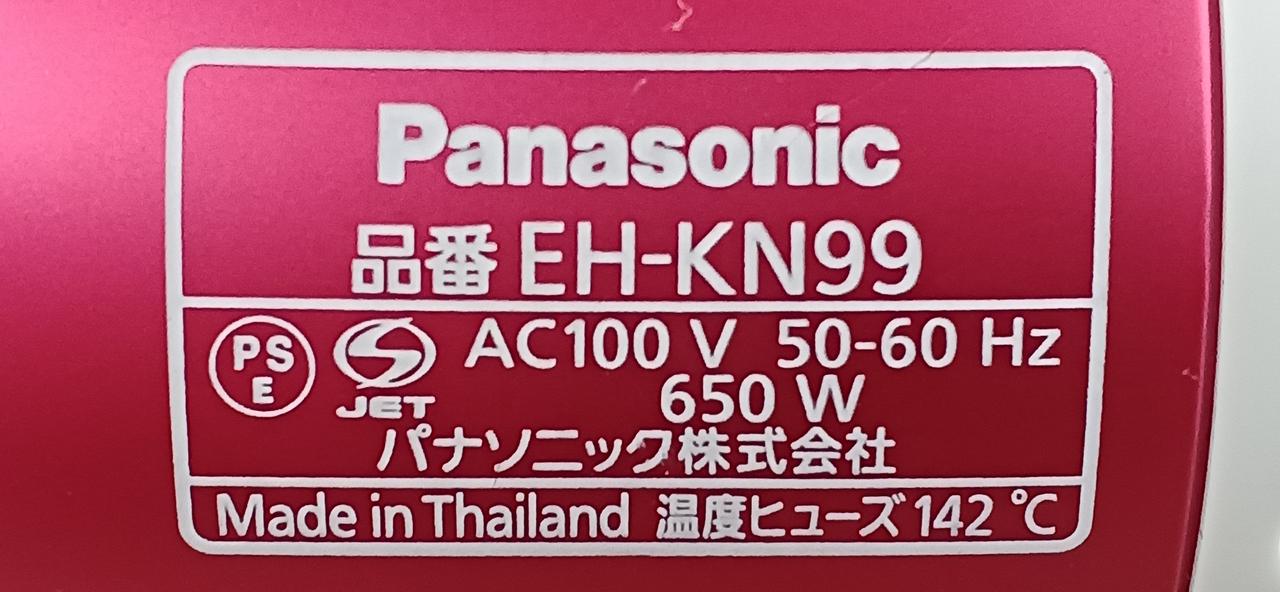 Panasonic
品番 EH-KN99
PS
E
JET
AC100 V 50-60 Hz
650 W
パナソニック株式会社
Made in Thailand 温度ヒューズ 142 ℃